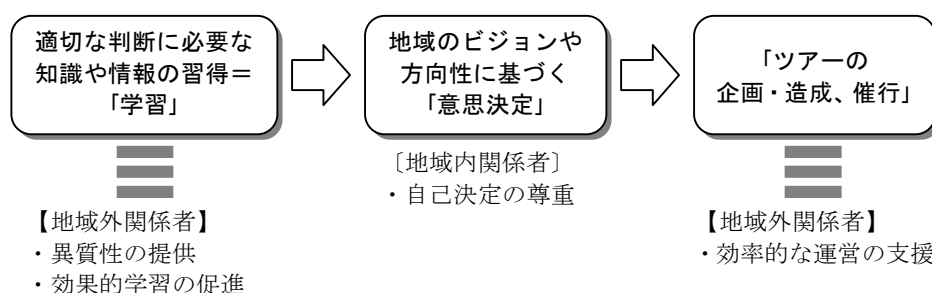 適切な判断に必要な
知識や情報の習得＝
「学習」
地域のビジョンや
方向性に基づく
「意思決定」
「ツアーの
企画・造成、催行」
【地域外関係者】
・異質性の提供
・効果的学習の促進
〔地域内関係者〕
・自己決定の尊重
【地域外関係者】
・効率的な運営の支援